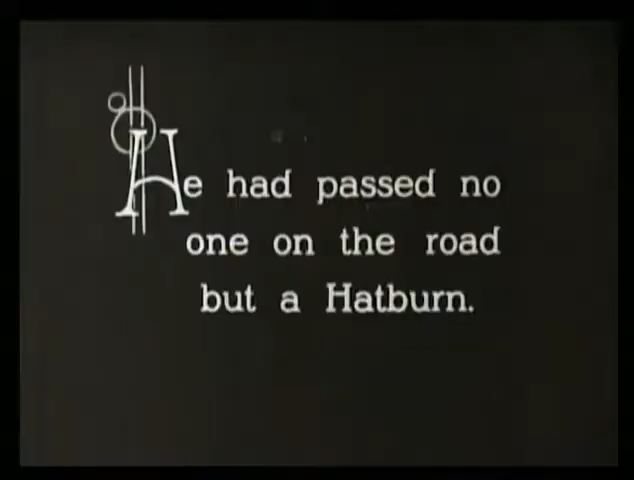 He had passed no
one on the road
but a Hatburn.